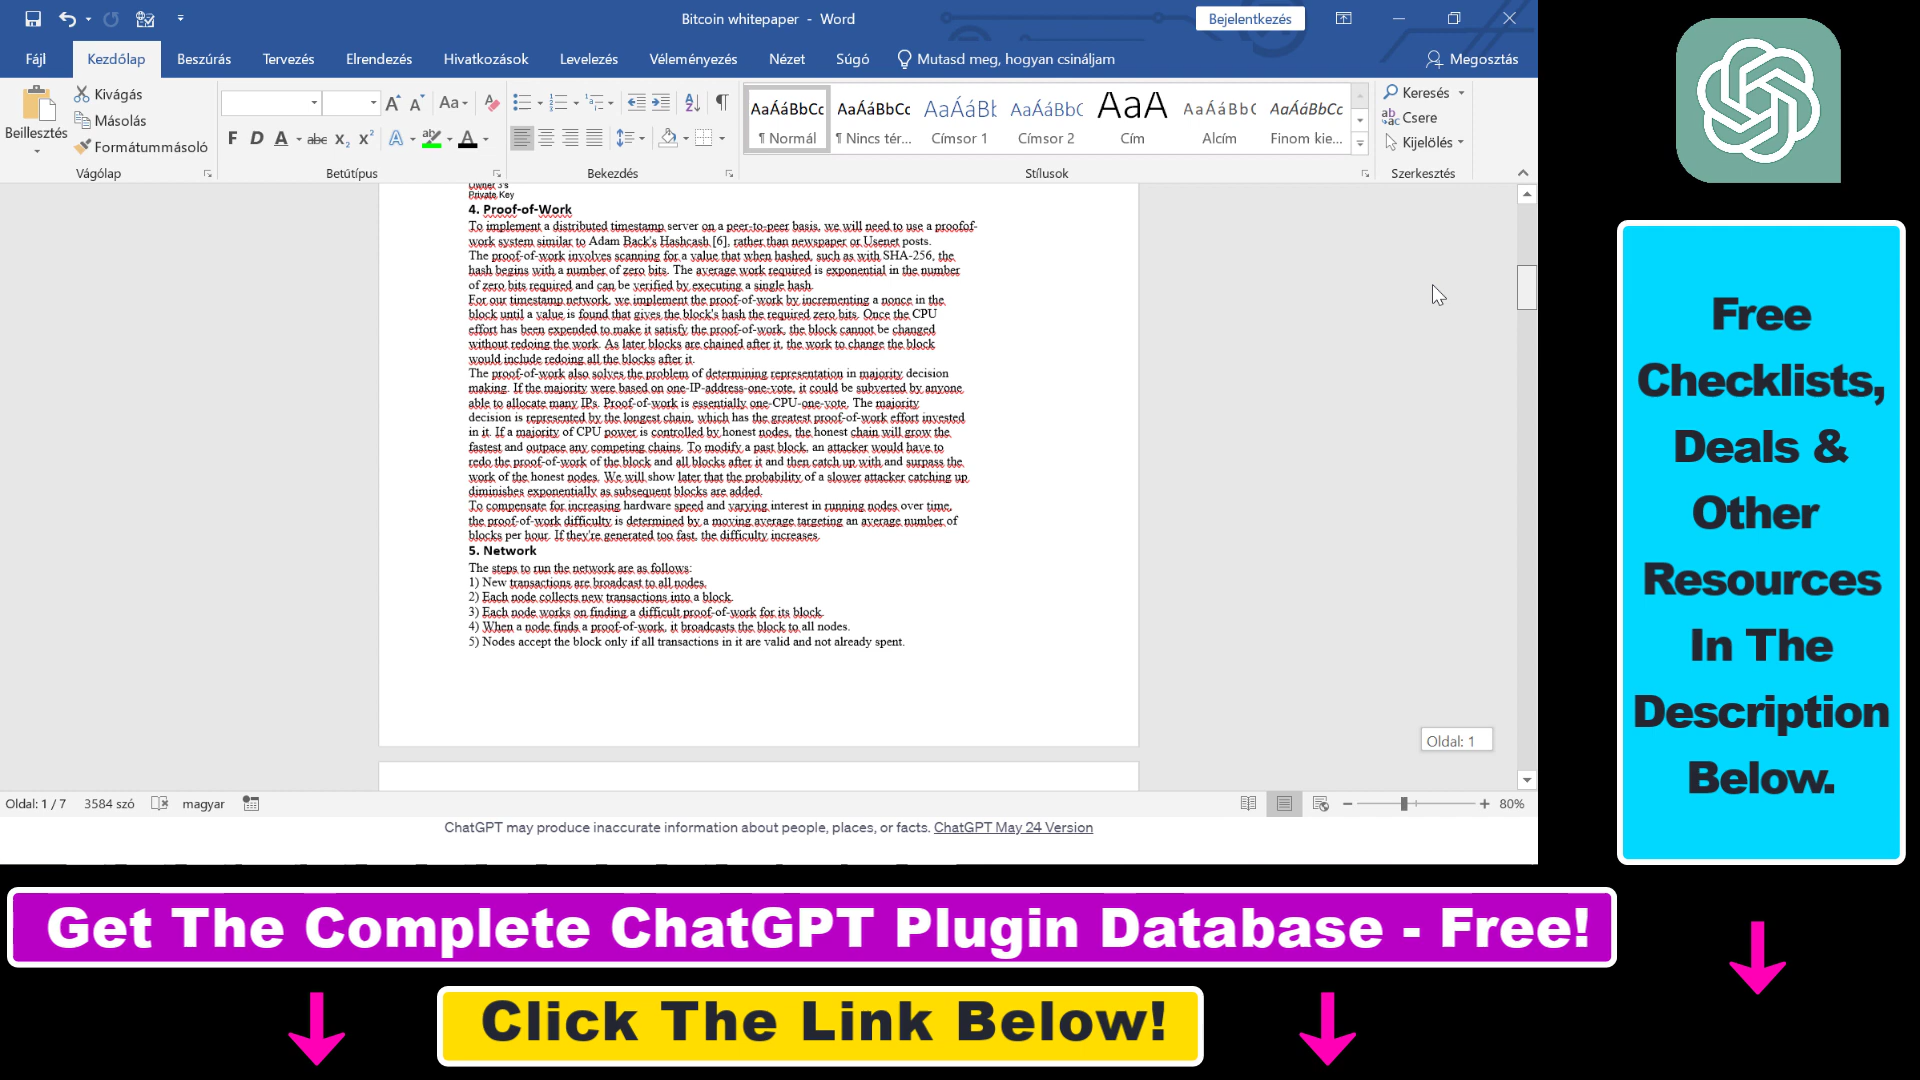 Bitcoin whitepaper - Word
Bejelentkezés
Fájl
Kezdőlap
Beszúrás
Tervezés
Elrendezés
Hivatkozások
Levelezés
Véleményezés
Nézet
Súgó
Mutasd meg, hogyan csináljam
Megosztás
Beillesztés
Kivágás
Másolás
Formátummásoló
Vágólap
Betűtípus
Bekezdés
AaÁáBbCc
¶ Normál
AaÁáBbCc
¶ Nincs tér...
Címsor 1
AaÁáBbC
Címsor 2
AaA
Cím
AaÁáBbC
Alcím
AaÁáBbCc
Finom kie...
Stílusok
Keresés
Csere
Kijelölés
Szerkesztés
Owner 3's
Private Key
4. Proof-of-Work
To implement a distributed timestamp server on a peer-to-peer basis, we will need to use a proofof-
work system similar to Adam Back's Hashcash [6], rather than newspaper or Usenet posts.
The proof-of-work involves scanning for a value that when hashed, such as with SHA-256, the
hash begins with a number of zero bits. The average work required is exponential in the number
of zero bits required and can be verified by executing a single hash.
For our timestamp network, we implement the proof-of-work by incrementing a nonce in the
block until a value is found that gives the block's hash the required zero bits. Once the CPU
effort has been expended to make it satisfy the proof-of-work, the block cannot be changed
without redoing the work. As later blocks are chained after it, the work to change the block
would include redoing all the blocks after it.
The proof-of-work also solves the problem of determining representation in majority decision
making. If the majority were based on one-IP-address-one-vote, it could be subverted by anyone
able to allocate many IPs. Proof-of-work is essentially one-CPU-one-vote. The majority
decision is represented by the longest chain, which has the greatest proof-of-work effort invested
in it. If a majority of CPU power is controlled by honest nodes, the honest chain will grow the
fastest and outpace any competing chains. To modify a past block, an attacker would have to
redo the proof-of-work of the block and all blocks after it and then catch up with and surpass the
work of the honest nodes. We will show later that the probability of a slower attacker catching up
diminishes exponentially as subsequent blocks are added.
To compensate for increasing hardware speed and varying interest in running nodes over time,
the proof-of-work difficulty is determined by a moving average targeting an average number of
blocks per hour. If they're generated too fast, the difficulty increases.
5. Network
The steps to run the network are as follows:
1) New transactions are broadcast to all nodes.
2) Each node collects new transactions into a block.
3) Each node works on finding a difficult proof-of-work for its block.
4) When a node finds a proof-of-work, it broadcasts the block to all nodes.
5) Nodes accept the block only if all transactions in it are valid and not already spent.
Oldal: 1
Oldal: 1 / 7
3584 szó
magyar
80%
ChatGPT may produce inaccurate information about people, places, or facts. ChatGPT May 24 Version
Free
Checklists,
Deals &
Other
Resources
In The
Description
Below.
Get The Complete ChatGPT Plugin Database - Free!
Click The Link Below!